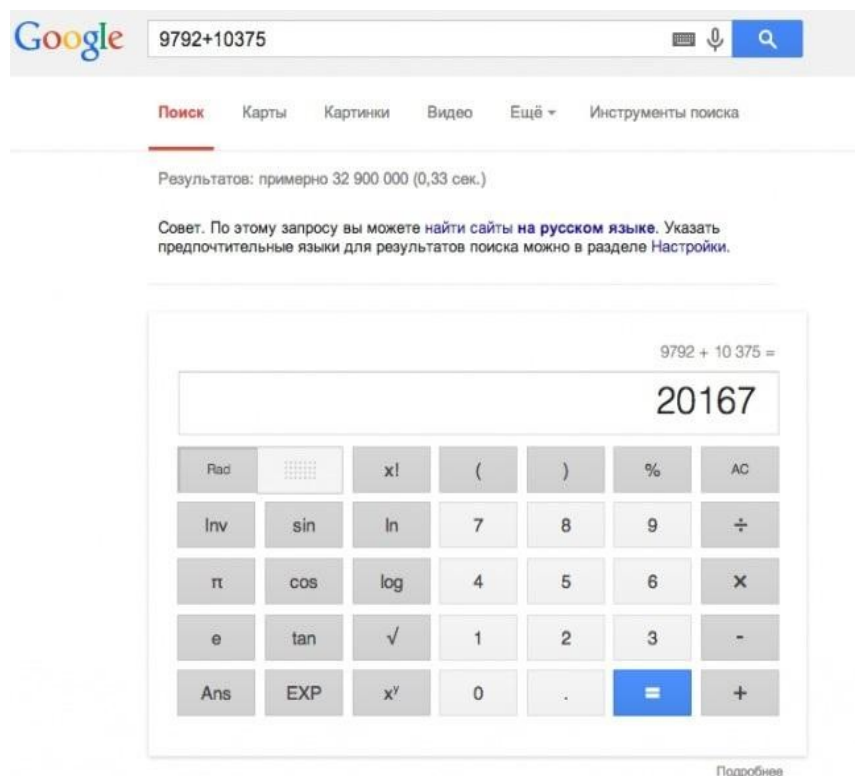 Google 9792+10375
Поиск Карты Картинки Видео Ещё Инструменты поиска
Результатов: примерно 32 900 000 (0,33 сек.)
Совет. По этому запросу вы можете найти сайты на русском языке. Указать
предпочтительные языки для результатов поиска можно в разделе Настройки.
9792 + 10 375 =
20167
Rad x! ( ) % AC
Inv sin ln 7 8 9 ÷
π cos log 4 5 6 ×
e tan √ 1 2 3 -
Ans EXP xʸ 0 . = +
Подробнее